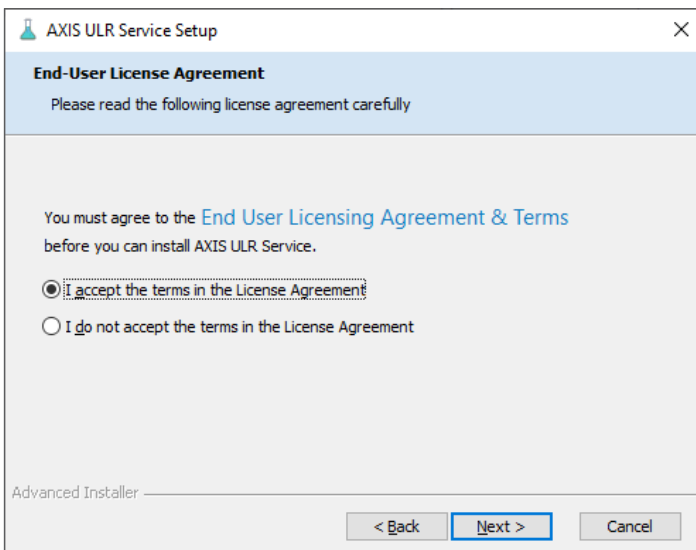 AXIS ULR Service Setup
End-User License Agreement
Please read the following license agreement carefully
You must agree to the End User Licensing Agreement & Terms
before you can install AXIS ULR Service.
I accept the terms in the License Agreement
I do not accept the terms in the License Agreement
Advanced Installer
< Back Next > Cancel